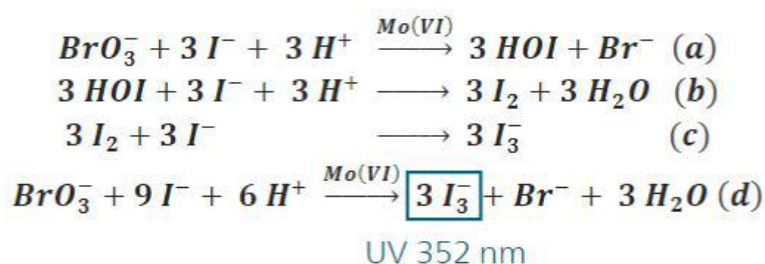 BrO₃⁻ + 3 I⁻ + 3 H⁺ —Mo(VI)→ 3 HOI + Br⁻ (a)
3 HOI + 3 I⁻ + 3 H⁺ ⟶ 3 I₂ + 3 H₂O (b)
3 I₂ + 3 I⁻ ⟶ 3 I₃⁻ (c)
BrO₃⁻ + 9 I⁻ + 6 H⁺ —Mo(VI)→ 3 I₃⁻ + Br⁻ + 3 H₂O (d)
UV 352 nm